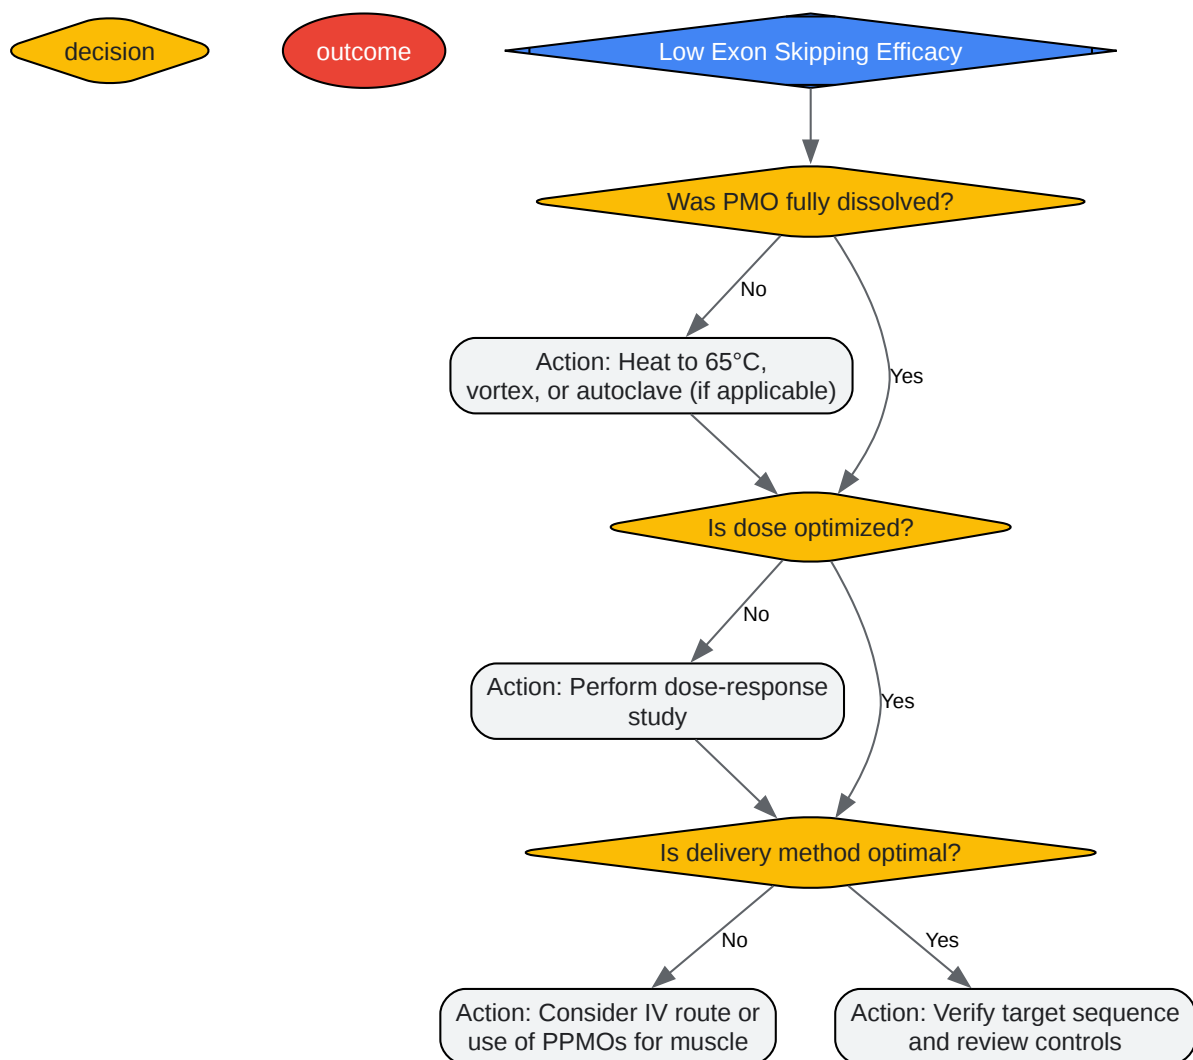 decision
outcome
Low Exon Skipping Efficacy
Was PMO fully dissolved?
No
Action: Heat to 65°C,
vortex, or autoclave (if applicable)
Yes
Is dose optimized?
No
Action: Perform dose-response
study
Yes
Is delivery method optimal?
No
Yes
Action: Consider IV route or
use of PPMOs for muscle
Action: Verify target sequence
and review controls